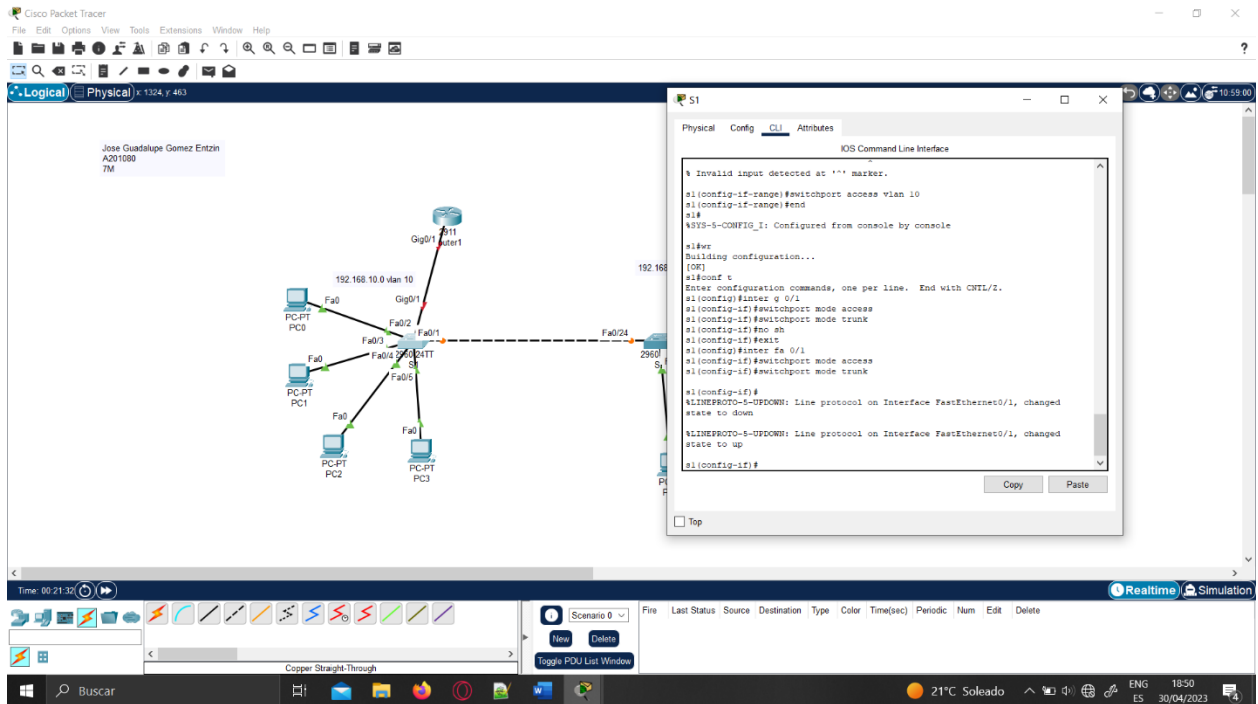 Cisco Packet Tracer
File Edit Options View Tools Extensions Window Help
?
Logical Physical x: 1324, y: 463
10:59:00
Jose Guadalupe Gomez Entzin
A201080
7M
2911
Gig0/1
192.168.10.0 vlan 10
192.168
Fa0
Gig0/1
PC-PT
PC0
Fa0/2
Fa0/1
Fa0/24
Fa0/3
Fa0/4
2960
Fa0
Fa0/5
PC-PT
PC1
Fa0
Fa0
PC-PT
PC2
PC-PT
PC3
S1
Physical Config CLI Attributes
IOS Command Line Interface
^
% Invalid input detected at '^' marker.
s1(config-if-range)#switchport access vlan 10
s1(config-if-range)#end
s1#
%SYS-5-CONFIG_I: Configured from console by console
s1#wr
Building configuration...
[OK]
s1#conf t
Enter configuration commands, one per line. End with CNTL/Z.
s1(config)#inter g 0/1
s1(config-if)#switchport mode access
s1(config-if)#switchport mode trunk
s1(config-if)#no sh
s1(config-if)#exit
s1(config)#inter fa 0/1
s1(config-if)#switchport mode access
s1(config-if)#switchport mode trunk
s1(config-if)#
%LINEPROTO-5-UPDOWN: Line protocol on Interface FastEthernet0/1, changed
state to down
%LINEPROTO-5-UPDOWN: Line protocol on Interface FastEthernet0/1, changed
state to up
s1(config-if)#
Copy Paste
Top
Time: 00:21:32
Realtime Simulation
Scenario 0
New Delete
Toggle PDU List Window
Fire Last Status Source Destination Type Color Time(sec) Periodic Num Edit Delete
Copper Straight-Through
Buscar
21°C Soleado
ENG
ES
18:50
30/04/2023